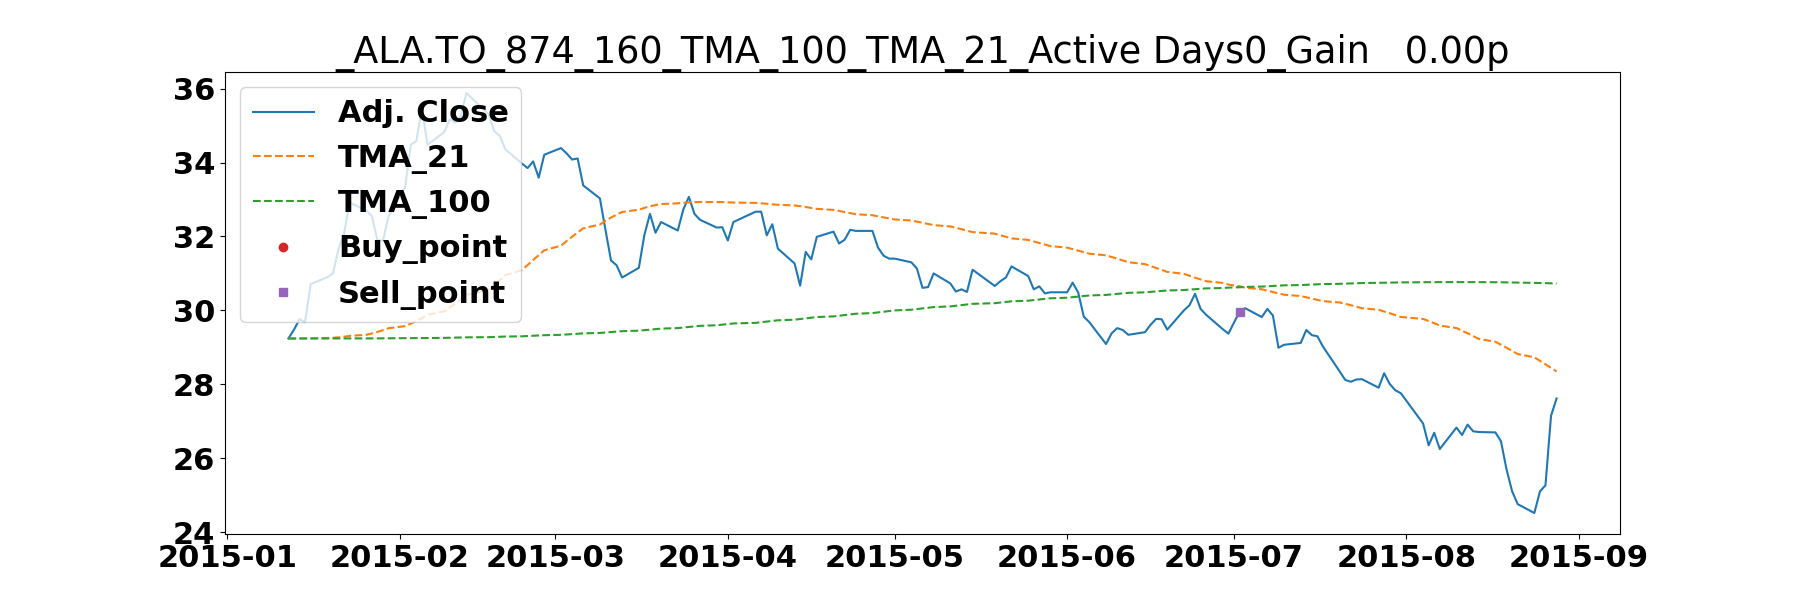 _ALA.TO_874_160_TMA_100_TMA_21_Active Days0_Gain   0.00p
36
34
32
30
28
26
24
Adj. Close
TMA_21
TMA_100
Buy_point
Sell_point
2015-01 2015-02 2015-03 2015-04 2015-05 2015-06 2015-07 2015-08 2015-09